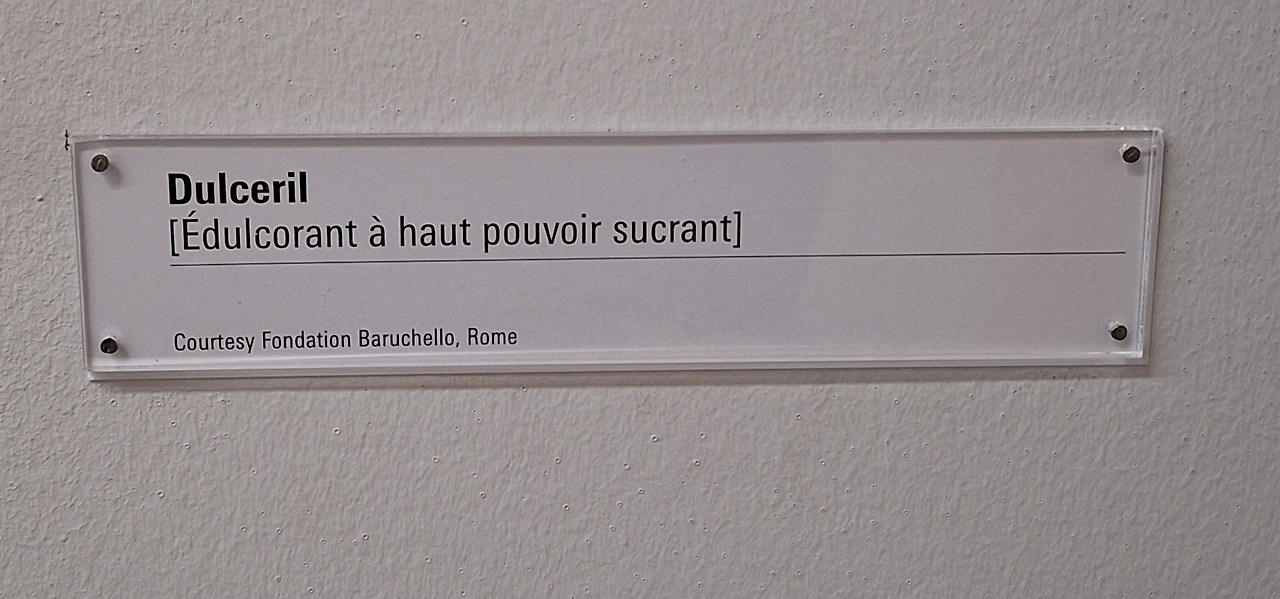 Dulceril
[Édulcorant à haut pouvoir sucrant]
Courtesy Fondation Baruchello, Rome